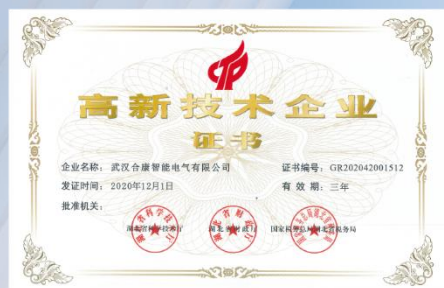 高新技术企业
证书
企业名称：武汉合康智能电气有限公司 证书编号：GR202042001512
发证时间：2020年12月1日 有效期：三年
批准机关：
湖北省科学技术厅 湖北省财政厅 国家税务总局湖北省税务局